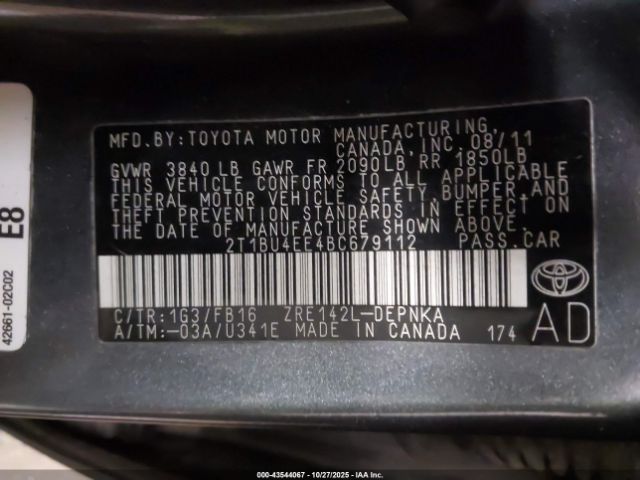 MFD. BY: TOYOTA MOTOR MANUFACTURING,
CANADA, INC. 08/11
GVWR 3840 LB GAWR FR 2090LB RR 1850LB
THIS VEHICLE CONFORMS TO ALL APPLICABLE
FEDERAL MOTOR VEHICLE SAFETY, BUMPER AND
THEFT PREVENTION STANDARDS IN EFFECT ON
THE DATE OF MANUFACTURE SHOWN ABOVE.
2T1BU4EE4BC679112 PASS.CAR
C/TR:1G3/FB16 ZRE142L-DEPNKA
A/TM:-03A/U341E MADE IN CANADA 174
AD
E8
42661-02C02
000-43544067 | 10/27/2025 | IAA Inc.